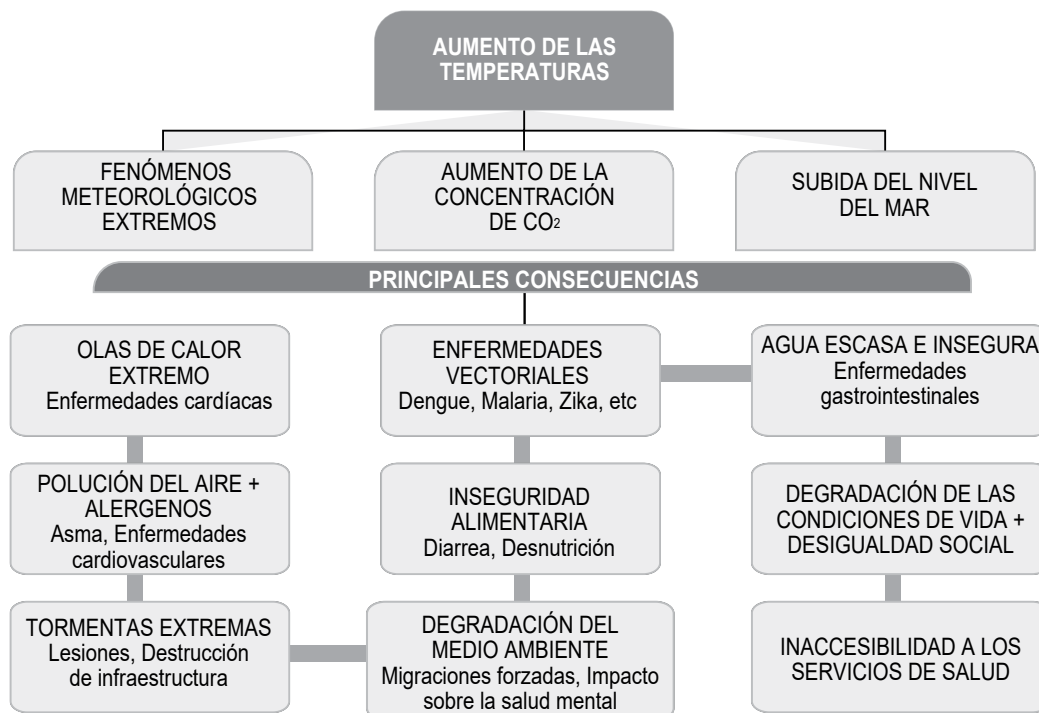 AUMENTO DE LAS
TEMPERATURAS
FENÓMENOS
METEOROLÓGICOS
EXTREMOS
AUMENTO DE LA
CONCENTRACIÓN
DE CO2
SUBIDA DEL NIVEL
DEL MAR
PRINCIPALES CONSECUENCIAS
OLAS DE CALOR
EXTREMO
Enfermedades cardíacas
ENFERMEDADES
VECTORIALES
Dengue, Malaria, Zika, etc
AGUA ESCASA E INSEGURA
Enfermedades
gastrointestinales
POLUCIÓN DEL AIRE +
ALERGENOS
Asma, Enfermedades
cardiovasculares
INSEGURIDAD
ALIMENTARIA
Diarrea, Desnutrición
DEGRADACIÓN DE LAS
CONDICIONES DE VIDA +
DESIGUALDAD SOCIAL
TORMENTAS EXTREMAS
Lesiones, Destrucción
de infraestructura
DEGRADACIÓN DEL
MEDIO AMBIENTE
Migraciones forzadas, Impacto
sobre la salud mental
INACCESIBILIDAD A LOS
SERVICIOS DE SALUD